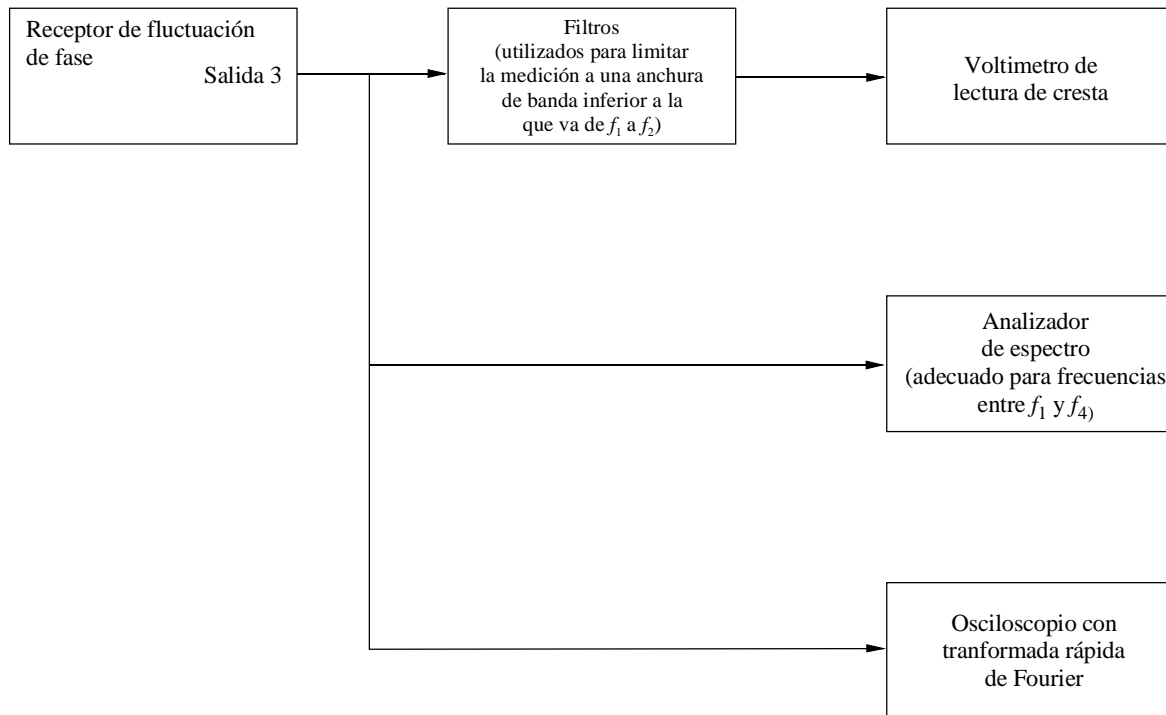 Receptor de fluctuación
de fase
Salida 3
Filtros
(utilizados para limitar
la medición a una anchura
de banda inferior a la
que va de f₁ a f₂)
Voltimetro de
lectura de cresta
Analizador
de espectro
(adecuado para frecuencias
entre f₁ y f₄)
Osciloscopio con
tranformada rápida
de Fourier